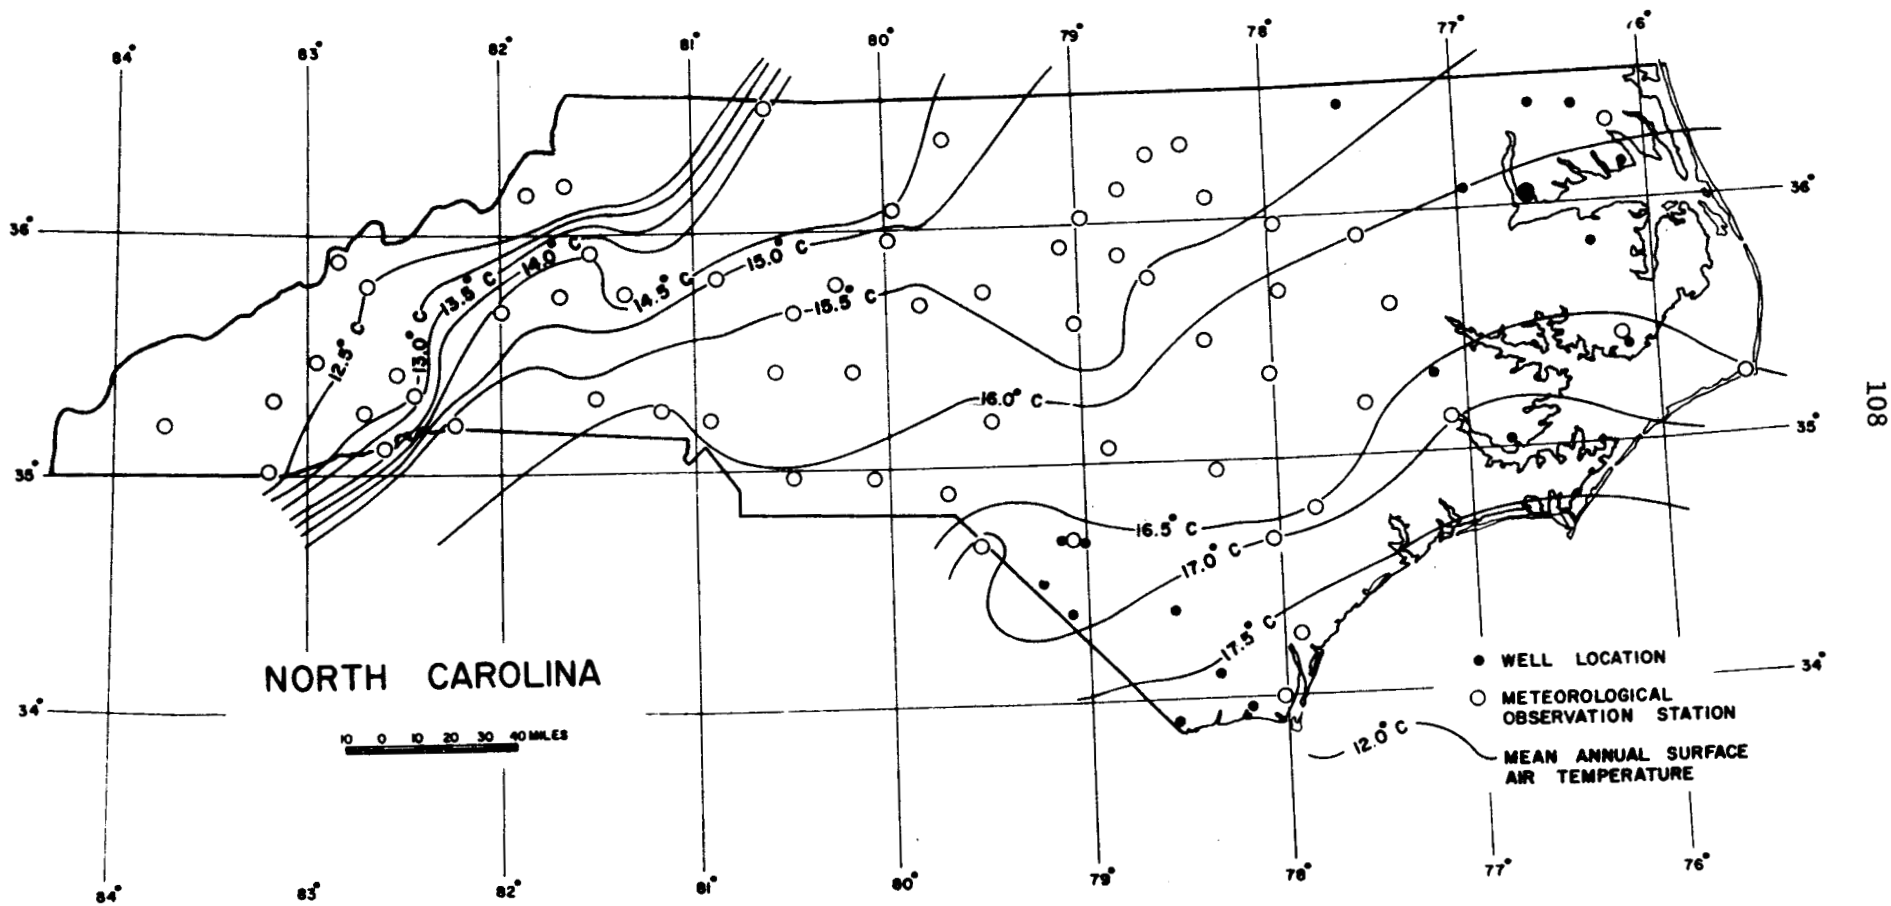 84° 83° 82° 81° 80° 79° 78° 77° 76°
36° 36°
12.5° C
13.0° C
13.5° C
14.0° C
14.5° C
15.0° C
15.5° C
16.0° C
16.5° C
17.0° C
17.5° C
35° 35°
108
NORTH CAROLINA
10 0 10 20 30 40 MILES
34° 34°
WELL LOCATION
METEOROLOGICAL
OBSERVATION STATION
12.0° C
MEAN ANNUAL SURFACE
AIR TEMPERATURE
84° 83° 82° 81° 80° 79° 78° 77° 76°